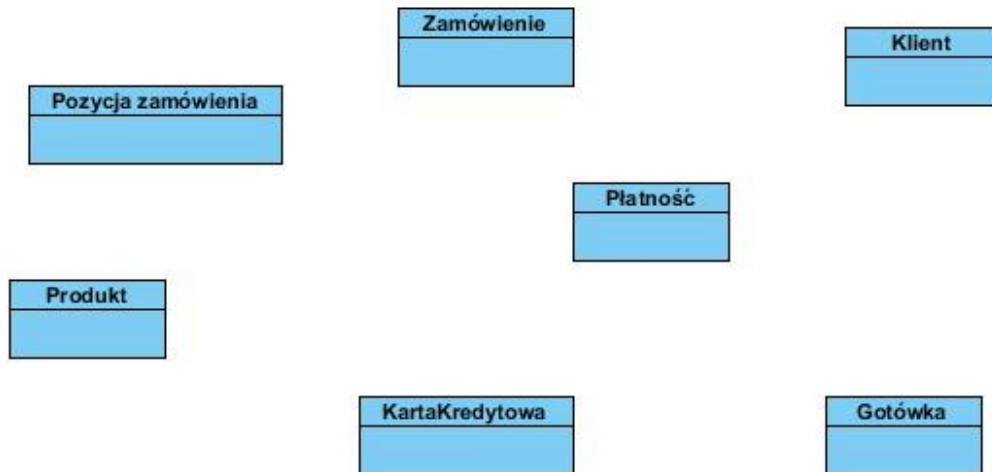 Zamówienie
Klient
Pozycja zamówienia
Płatność
Produkt
KartaKredytowa
Gotówka